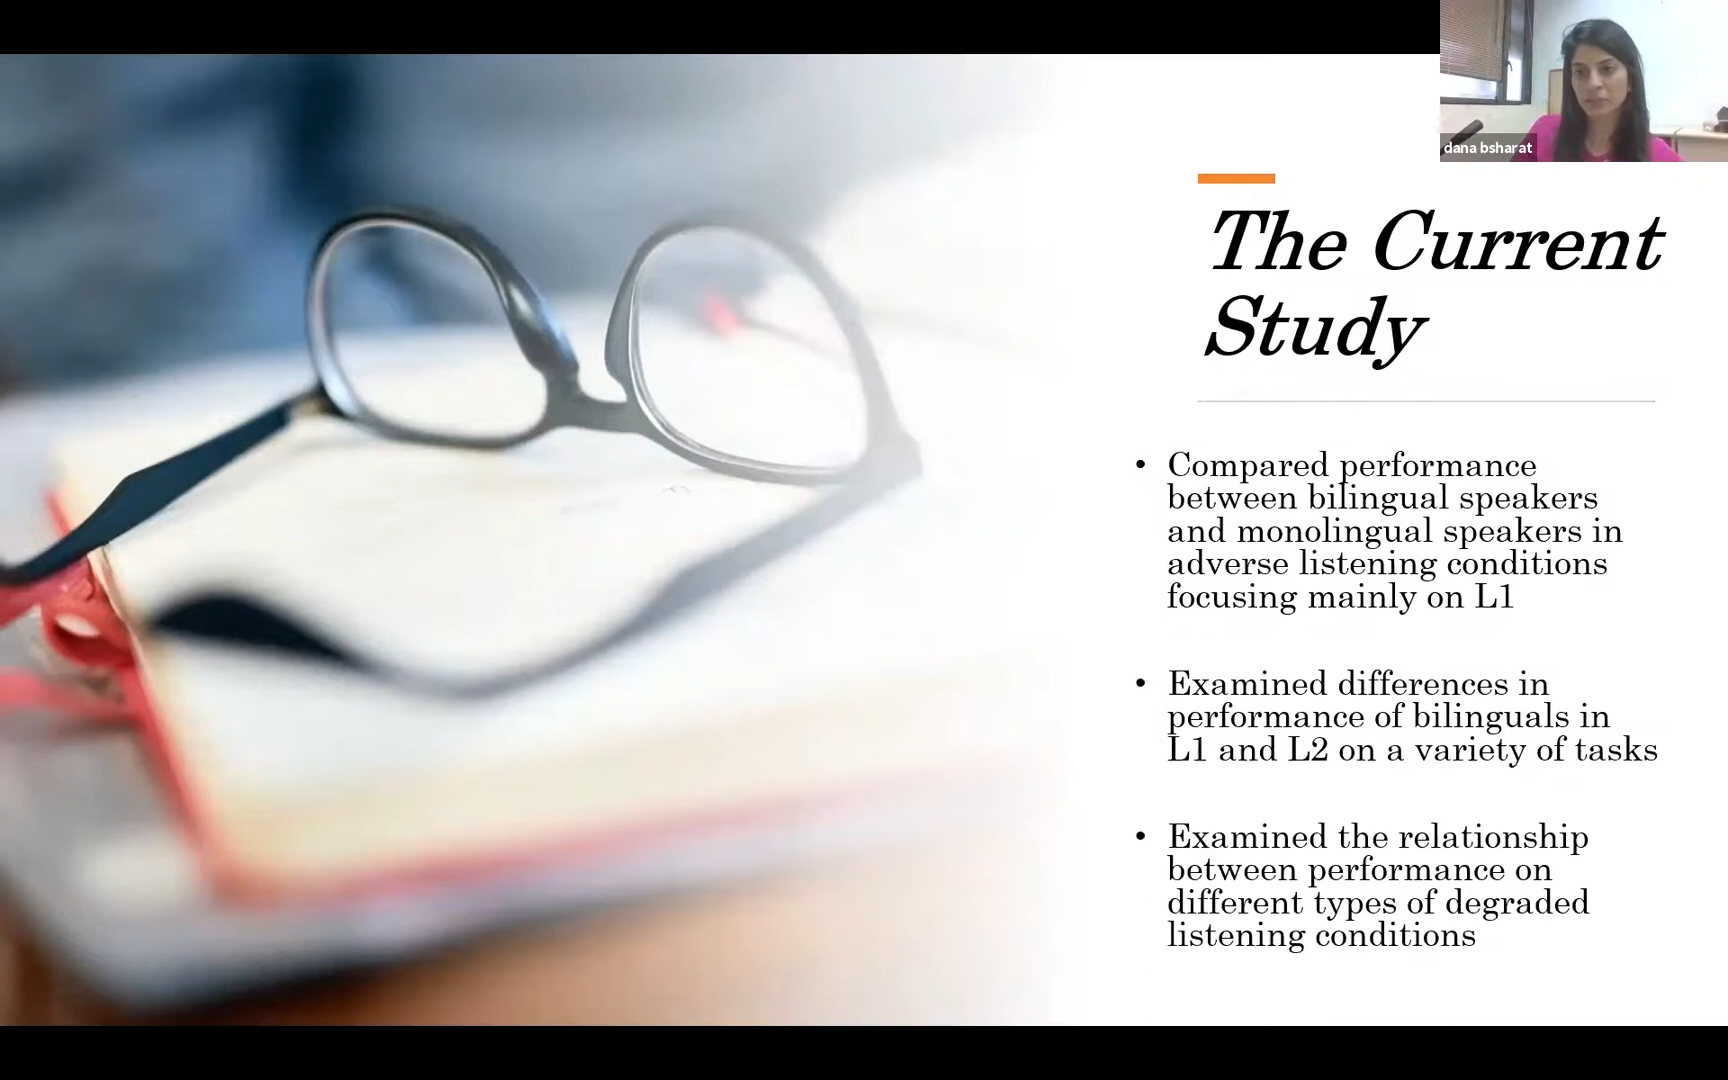 dana bsharat
The Current
Study
• Compared performance
between bilingual speakers
and monolingual speakers in
adverse listening conditions
focusing mainly on L1
• Examined differences in
performance of bilinguals in
L1 and L2 on a variety of tasks
• Examined the relationship
between performance on
different types of degraded
listening conditions